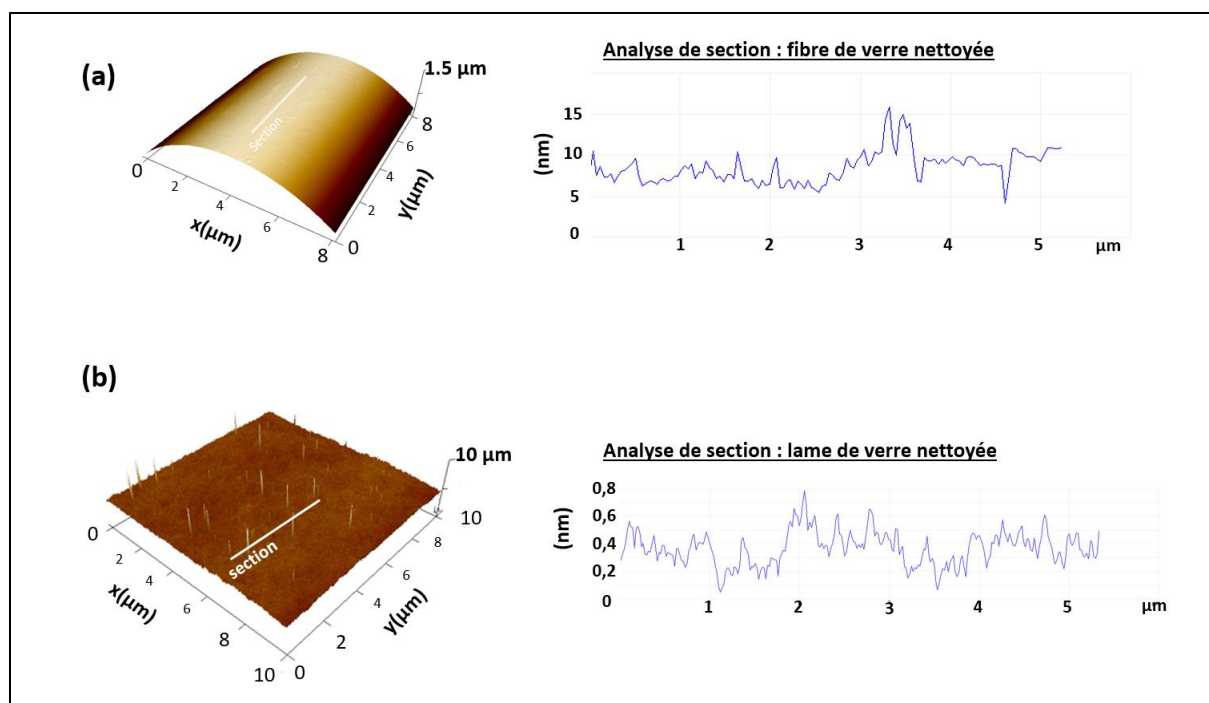 (a)
1.5 µm
8
6
4
2
0
y(µm)
0
2
4
6
8
x(µm)
Section
Analyse de section : fibre de verre nettoyée
(nm)
15
10
5
0
1
2
3
4
5
µm
(b)
10 µm
10
8
6
4
2
0
y(µm)
0
2
4
6
8
10
x(µm)
section
Analyse de section : lame de verre nettoyée
(nm)
0,8
0,6
0,4
0,2
0
1
2
3
4
5
µm